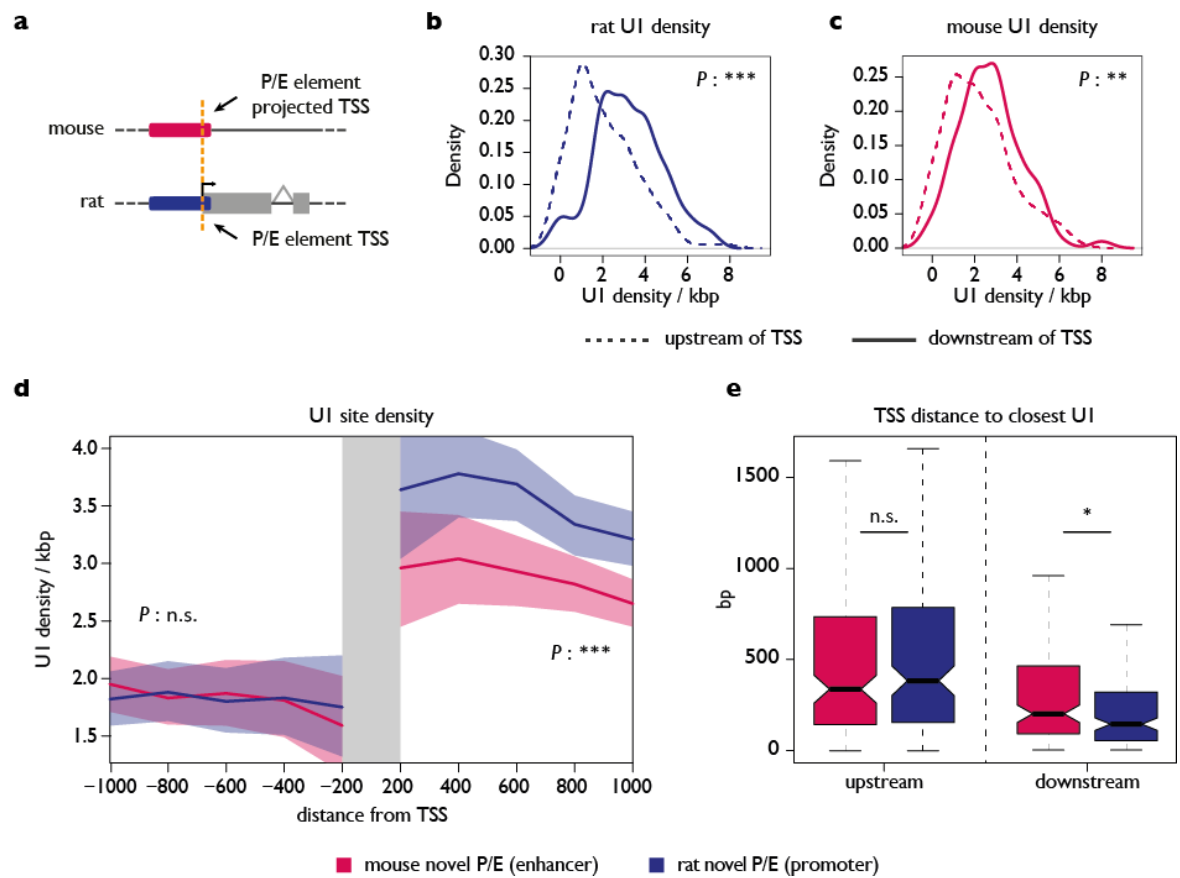 a
P/E element
projected TSS
mouse
rat
P/E element TSS
b
rat U1 density
P : ***
Density
0.30
0.25
0.20
0.15
0.10
0.05
0.00
0 2 4 6 8
U1 density / kbp
c
mouse U1 density
P : **
Density
0.25
0.20
0.15
0.10
0.05
0.00
0 2 4 6 8
U1 density / kbp
upstream of TSS
downstream of TSS
d
U1 site density
U1 density / kbp
4.0
3.5
3.0
2.5
2.0
1.5
P : n.s.
P : ***
−1000 −800 −600 −400 −200 200 400 600 800 1000
distance from TSS
e
TSS distance to closest U1
bp
1500
1000
500
0
n.s.
*
upstream downstream
mouse novel P/E (enhancer)
rat novel P/E (promoter)